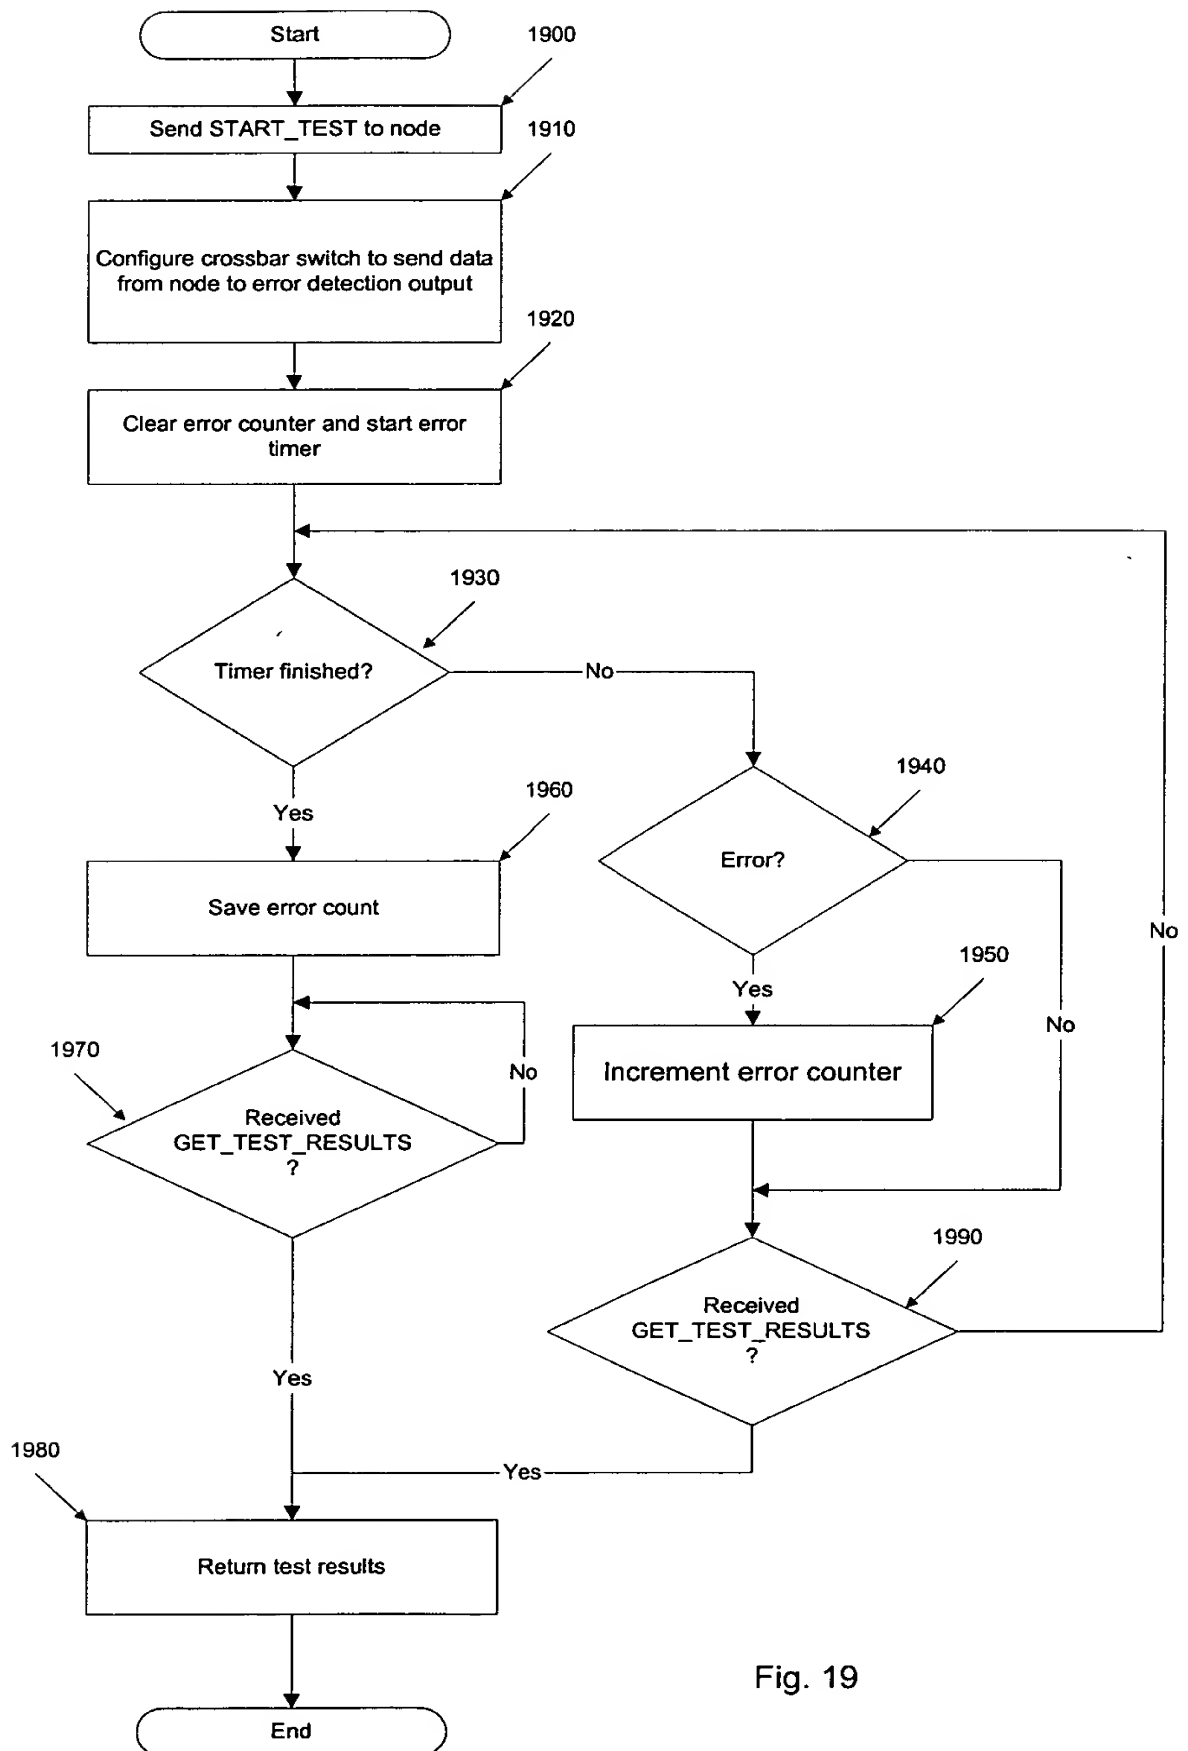 Start
1900
Send START_TEST to node
1910
Configure crossbar switch to send data
from node to error detection output
1920
Clear error counter and start error
timer
1930
Timer finished?
No
1940
Yes
1960
Error?
Save error count
No
1950
Yes
No
1970
No
Increment error counter
Received
GET_TEST_RESULTS
?
1990
Received
GET_TEST_RESULTS
?
Yes
1980
Yes
Return test results
Fig. 19
End